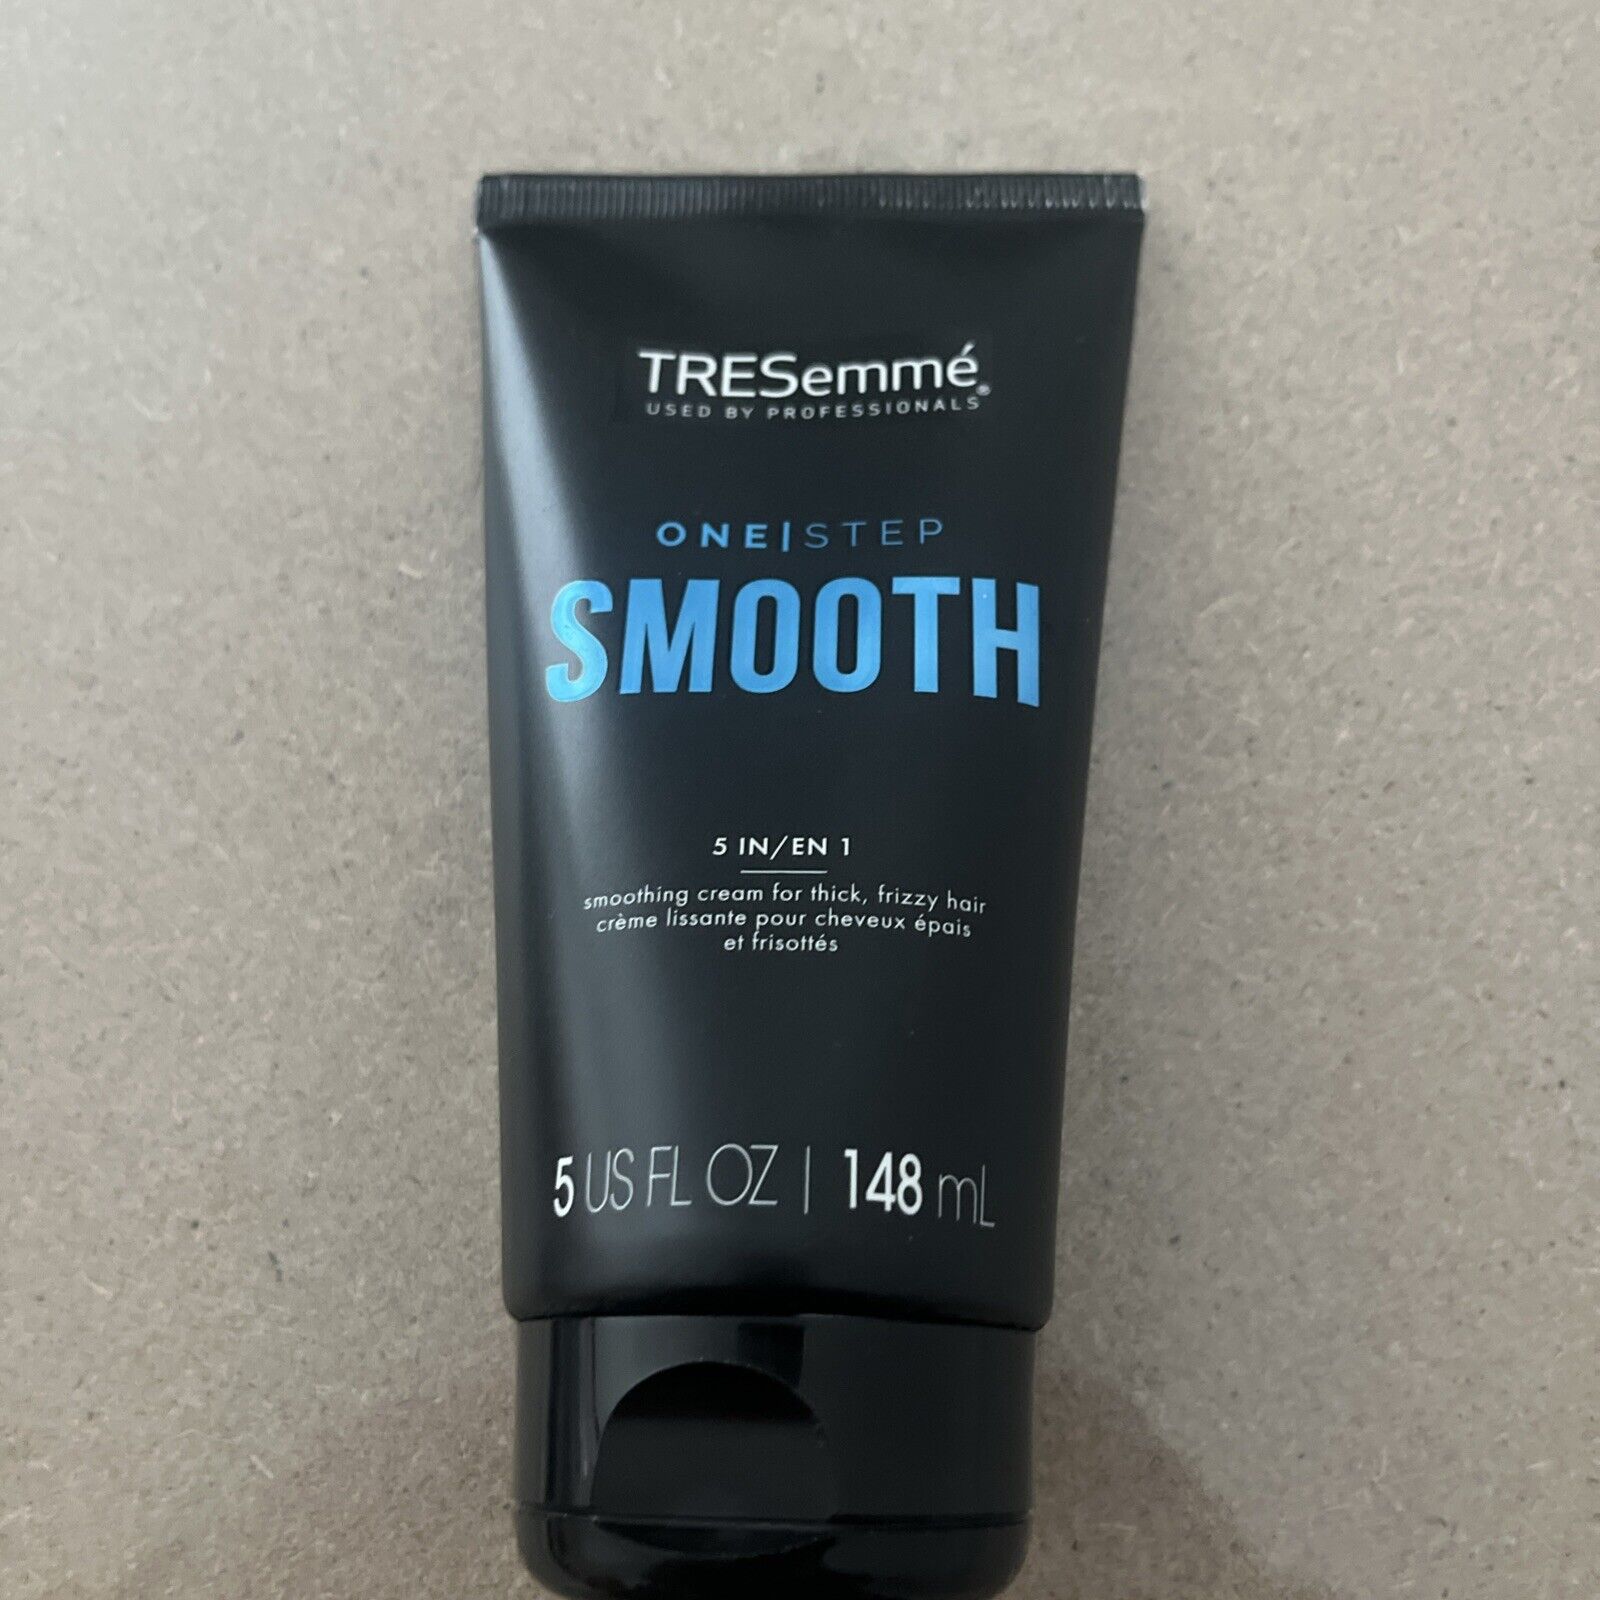 TRESemmé®
USED BY PROFESSIONALS
ONE|STEP
SMOOTH
5 IN/EN 1
smoothing cream for thick, frizzy hair
crème lissante pour cheveux épais
et frisottés
5 US FL OZ | 148 mL